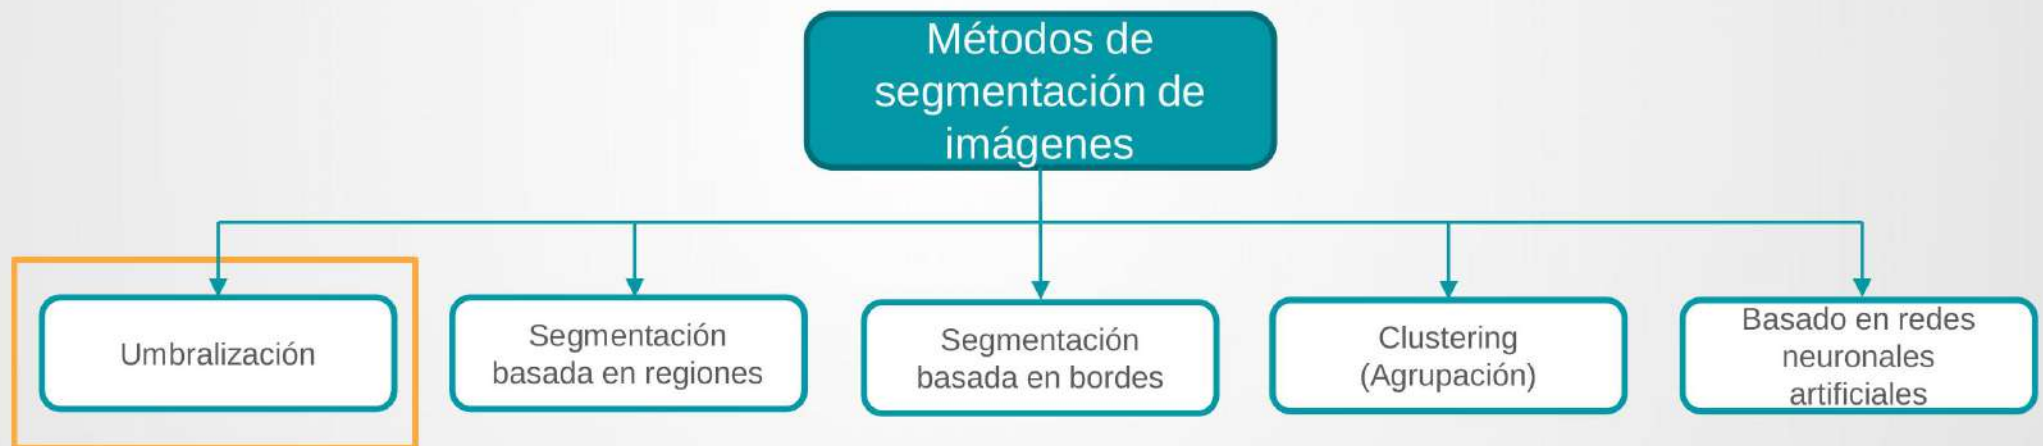 Métodos de
segmentación de
imágenes
Umbralización
Segmentación
basada en regiones
Segmentación
basada en bordes
Clustering
(Agrupación)
Basado en redes
neuronales
artificiales